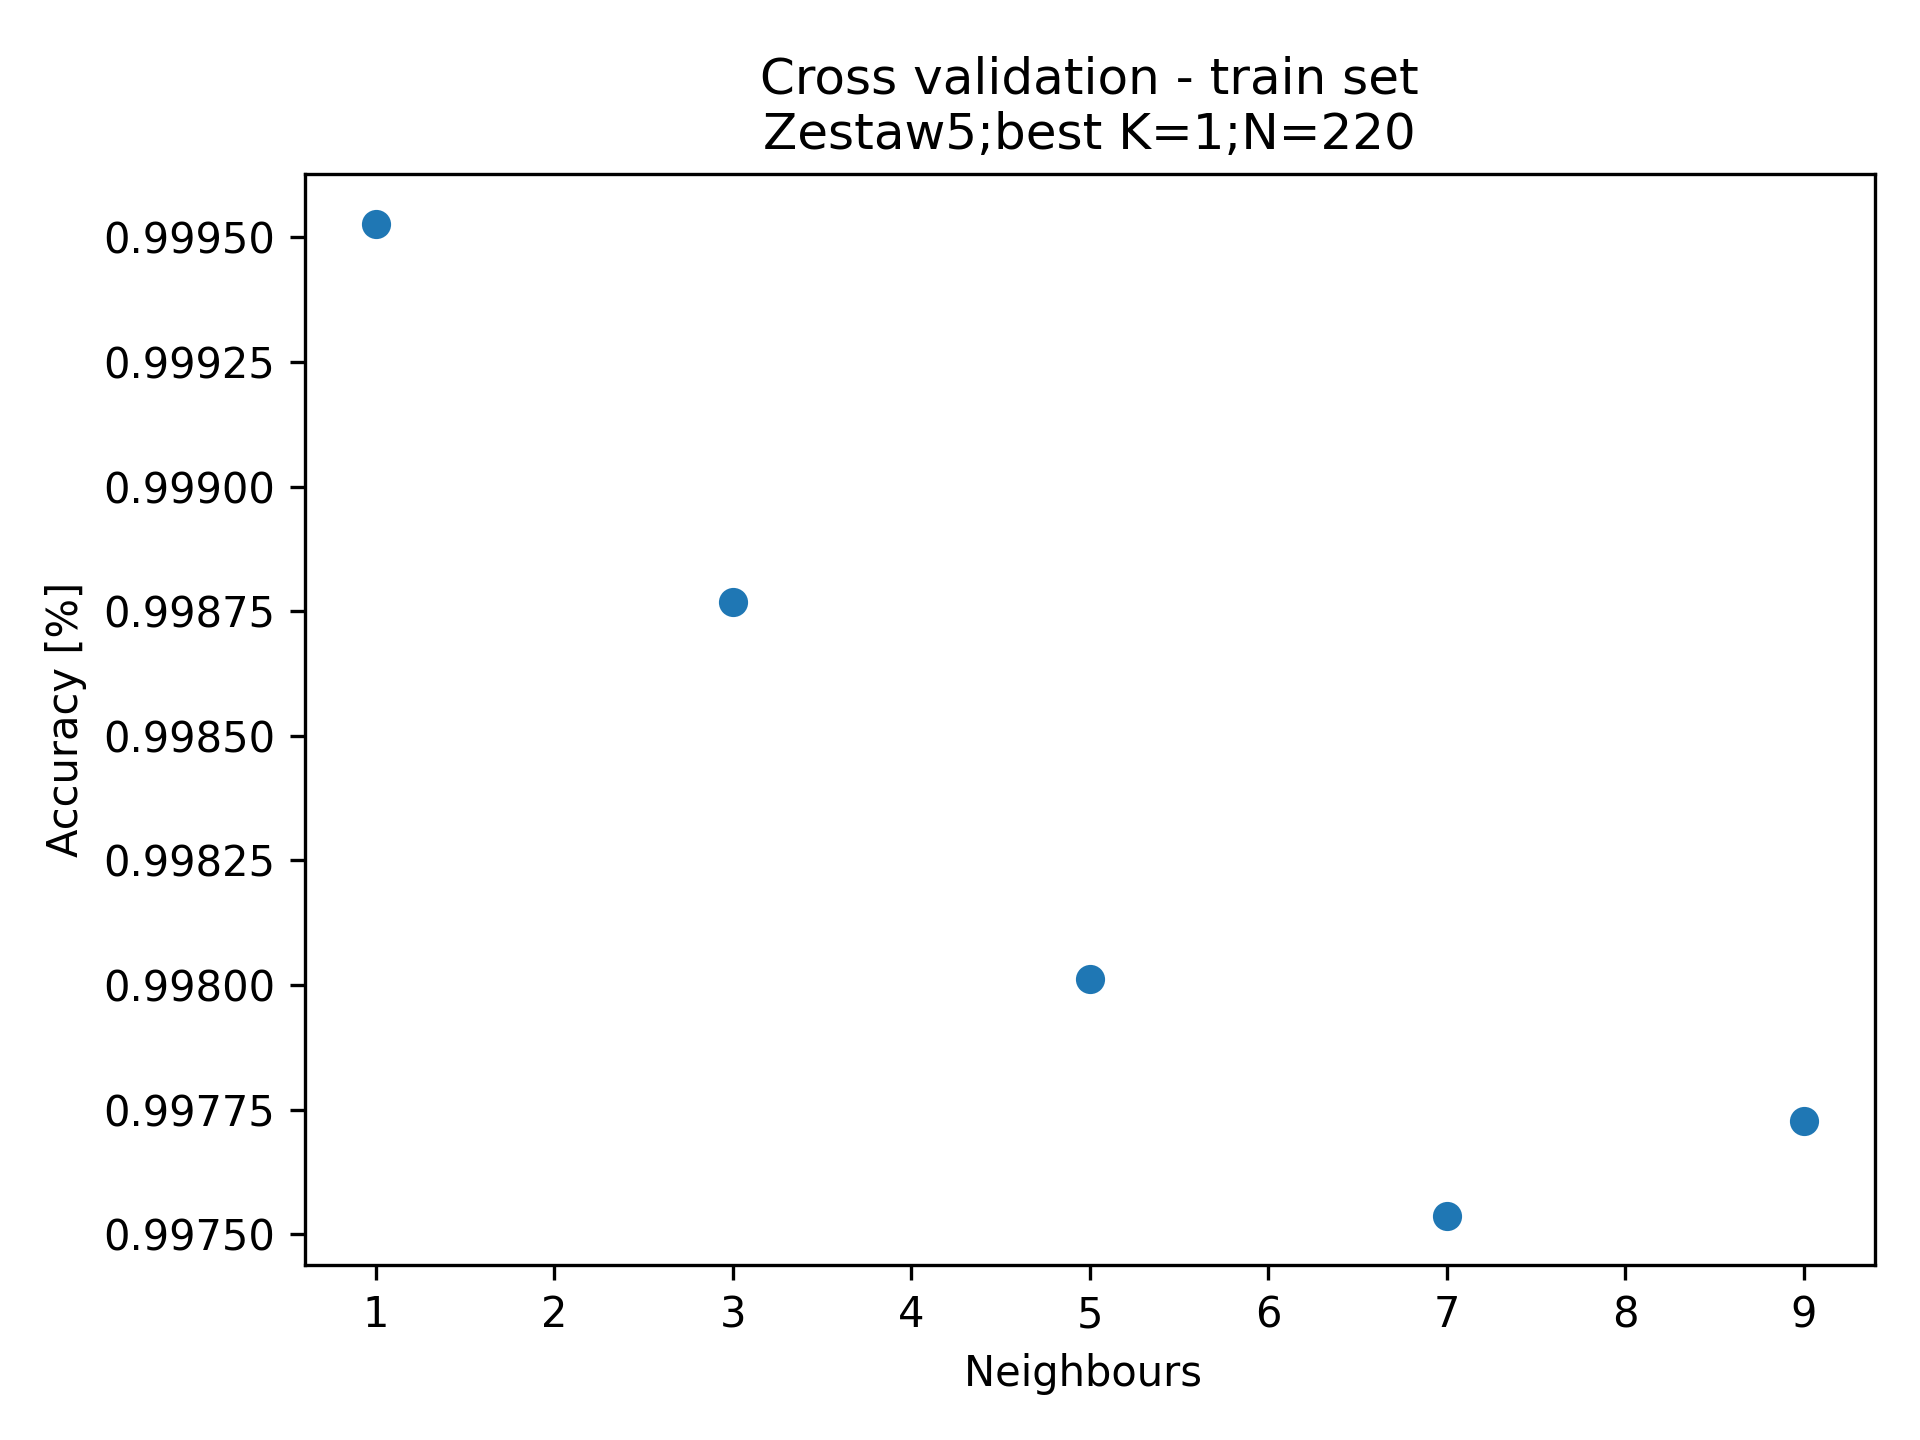 Cross validation - train set
Zestaw5;best K=1;N=220
Accuracy [%]
0.99950
0.99925
0.99900
0.99875
0.99850
0.99825
0.99800
0.99775
0.99750
1 2 3 4 5 6 7 8 9
Neighbours